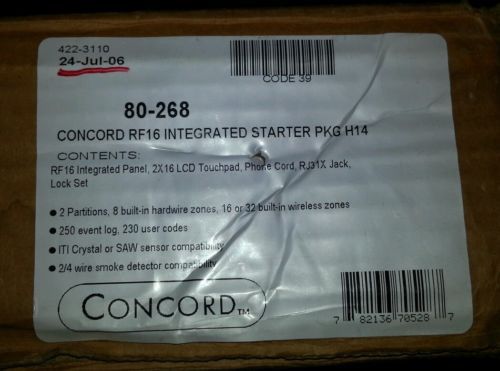 422-3110
24-Jul-06
CODE 39
80-268
CONCORD RF16 INTEGRATED STARTER PKG H14
CONTENTS:
RF16 Integrated Panel, 2X16 LCD Touchpad, Phone Cord, RJ31X Jack,
Lock Set
• 2 Partitions, 8 built-in hardwire zones, 16 or 32 built-in wireless zones
• 250 event log, 230 user codes
• ITI Crystal or SAW sensor compatibility
• 2/4 wire smoke detector compatibility
CONCORD TM
7 82136 70528 7